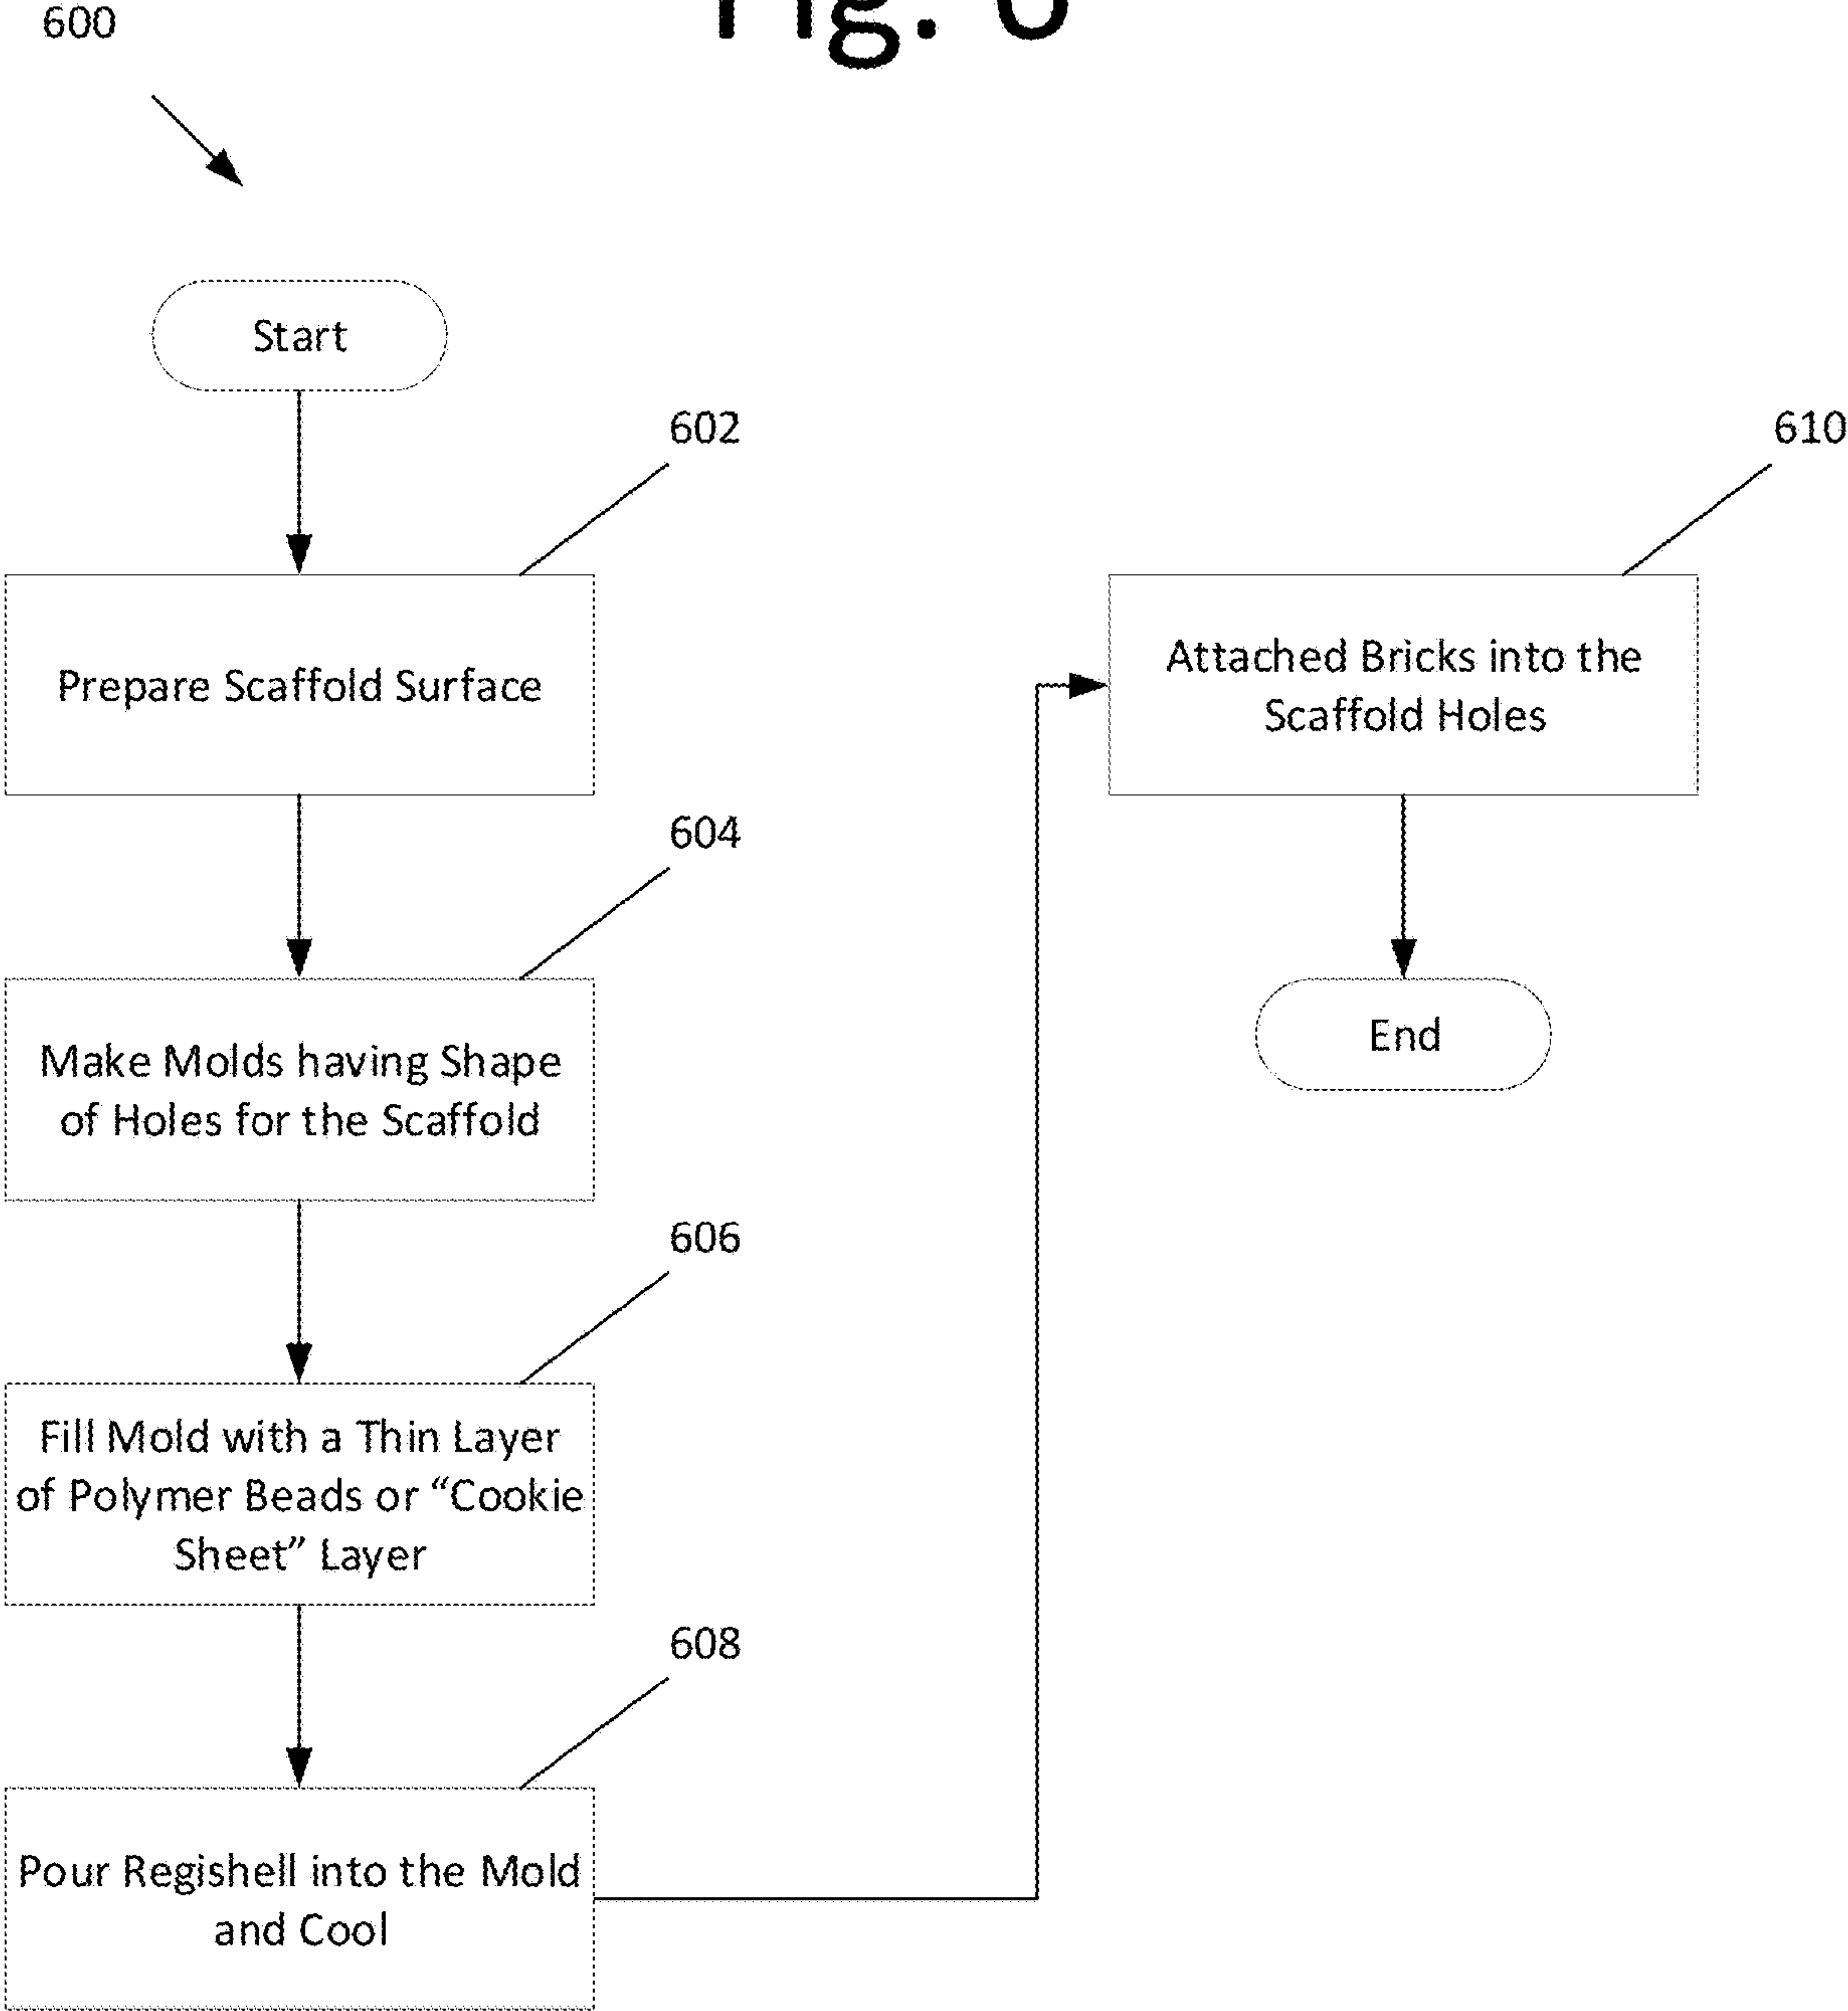 Fig. 6
600
Start
602
Prepare Scaffold Surface
604
Make Molds having Shape
of Holes for the Scaffold
606
Fill Mold with a Thin Layer
of Polymer Beads or “Cookie
Sheet” Layer
608
Pour Regishell into the Mold
and Cool
610
Attached Bricks into the
Scaffold Holes
End